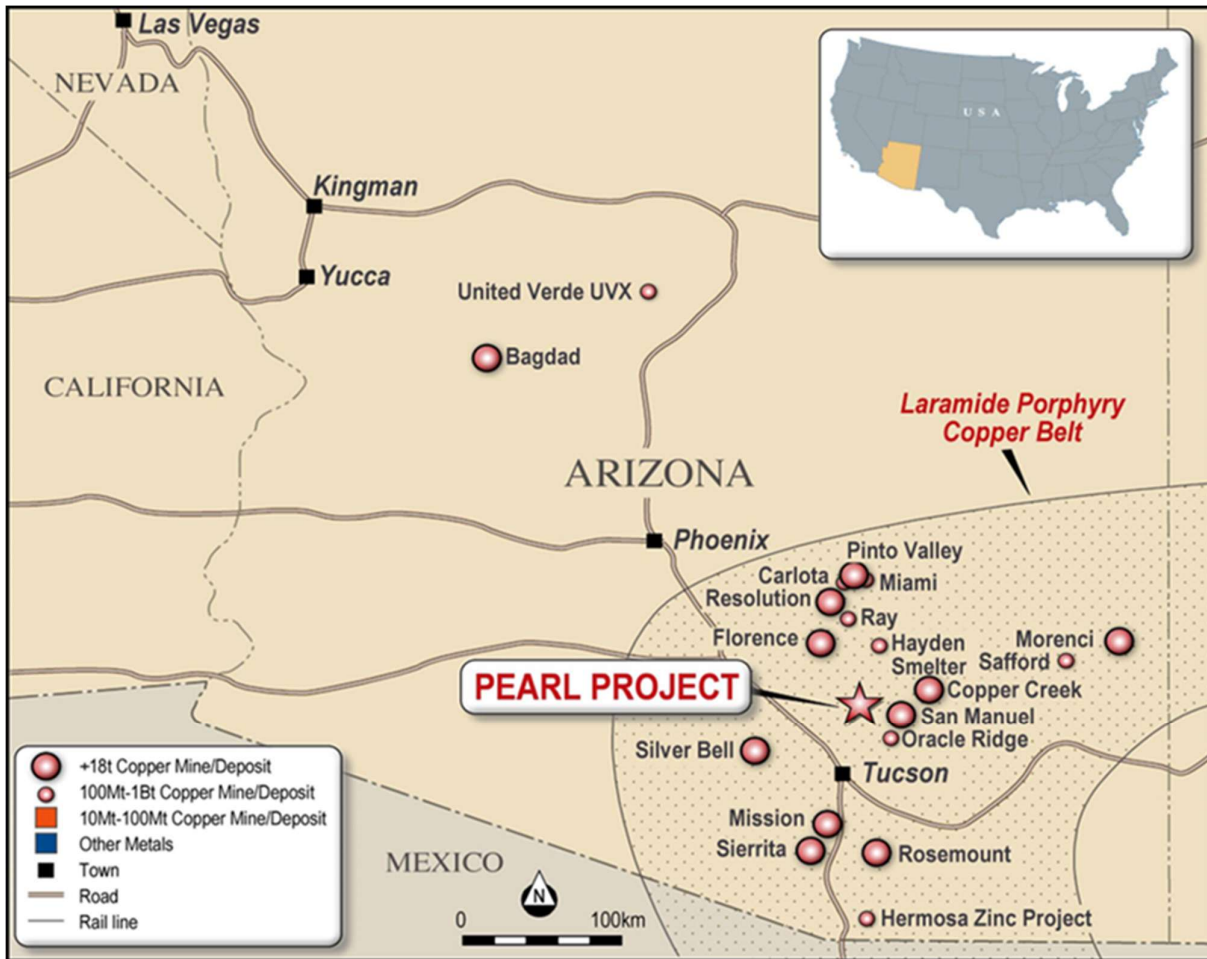 Las Vegas
NEVADA
USA
Kingman
Yucca
United Verde UVX
Bagdad
CALIFORNIA
Laramide Porphyry
Copper Belt
ARIZONA
Phoenix
Pinto Valley
Carlota
Miami
Resolution
Ray
Florence
Hayden
Smelter
Morenci
Safford
PEARL PROJECT
Copper Creek
San Manuel
Oracle Ridge
Silver Bell
Tucson
Mission
Sierrita
Rosemount
MEXICO
Hermosa Zinc Project
N
0 100km
+18t Copper Mine/Deposit
100Mt-1Bt Copper Mine/Deposit
10Mt-100Mt Copper Mine/Deposit
Other Metals
Town
Road
Rail line